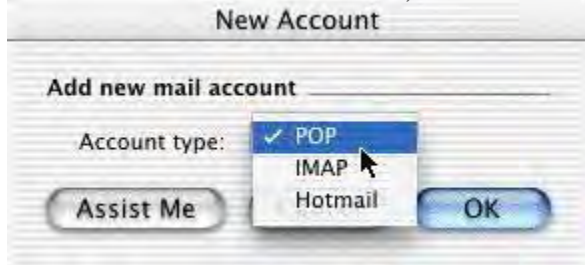 New Account
Add new mail account
Account type:
✓ POP
IMAP
Hotmail
Assist Me
OK